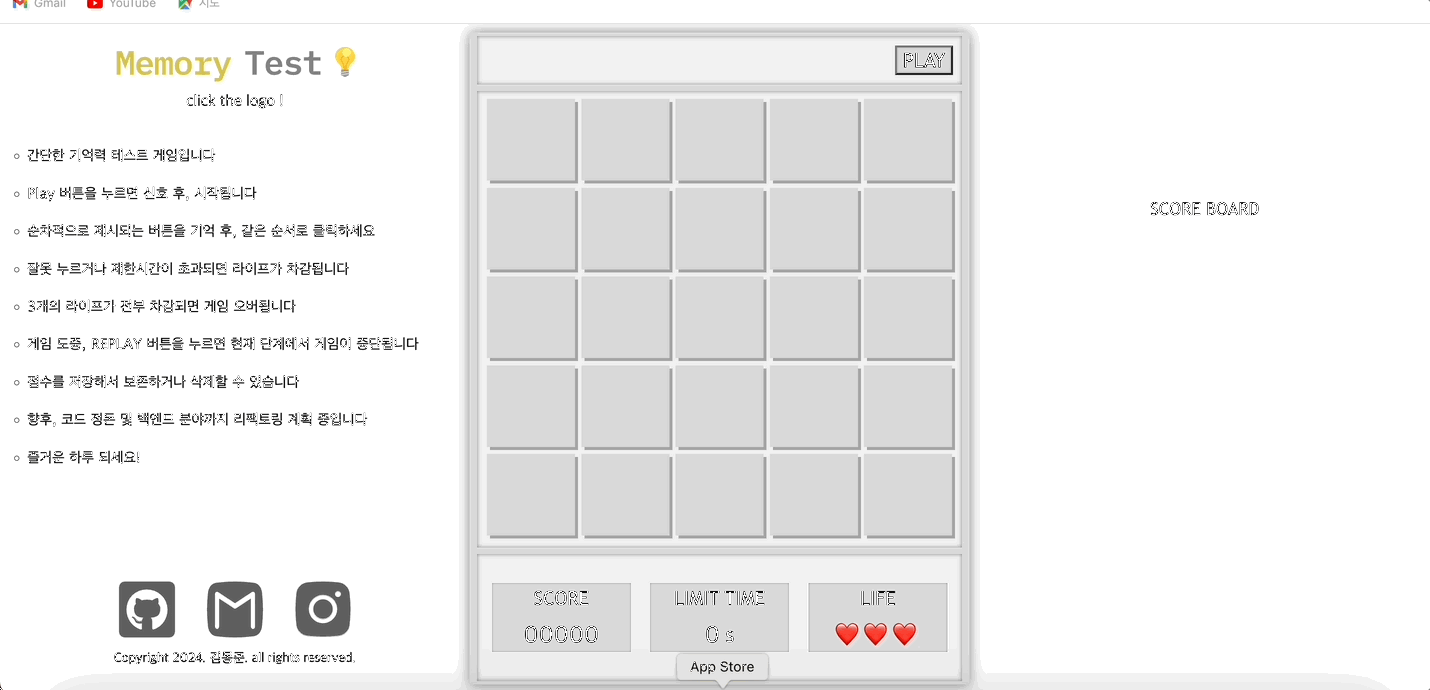 Gmail YouTube 지도
Memory Test
click the logo !
간단한 기억력 테스트 게임입니다
Play 버튼을 누르면 신호 후, 시작됩니다
순차적으로 제시되는 버튼을 기억 후, 같은 순서로 클릭하세요
잘못 누르거나 제한시간이 초과되면 라이프가 차감됩니다
3개의 라이프가 전부 차감되면 게임 오버됩니다
게임 도중, REPLAY 버튼을 누르면 현재 단계에서 게임이 중단됩니다
점수를 저장해서 보존하거나 삭제할 수 있습니다
향후, 코드 정돈 및 백엔드 분야까지 리팩토링 계획 중입니다
즐거운 하루 되세요!
Copyright 2024. 김동준. all rights reserved.
PLAY
SCORE
00000
LIMIT TIME
0 s
LIFE
App Store
SCORE BOARD